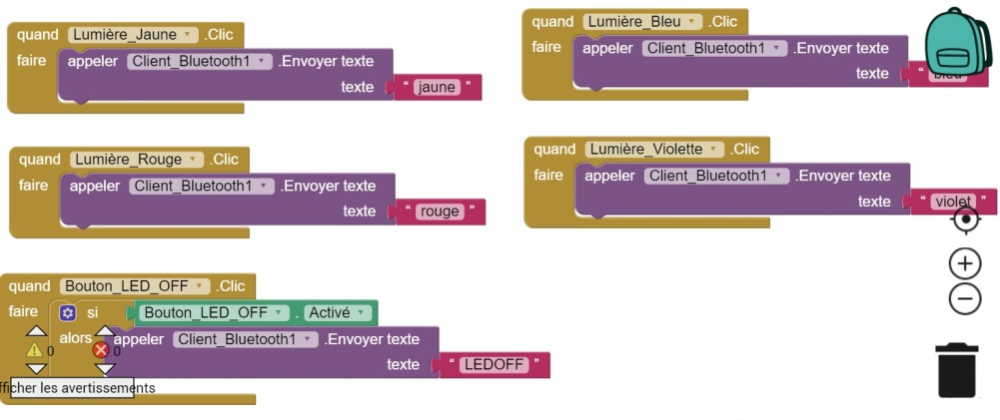 quand Lumière_Jaune .Clic
faire appeler Client_Bluetooth1 .Envoyer texte
texte “ jaune ”
quand Lumière_Bleu .Clic
faire appeler Client_Bluetooth1 .Envoyer texte
texte “ bleu
quand Lumière_Rouge .Clic
faire appeler Client_Bluetooth1 .Envoyer texte
texte “ rouge ”
quand Lumière_Violette .Clic
faire appeler Client_Bluetooth1 .Envoyer texte
texte “ violet ”
quand Bouton_LED_OFF .Clic
faire si Bouton_LED_OFF . Activé
alors appeler Client_Bluetooth1 .Envoyer texte
0 0
texte “ LEDOFF ”
fficher les avertissements